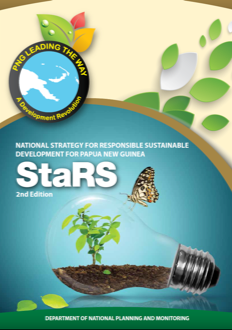 PNG LEADING THE WAY
A Development Revolution
NATIONAL STRATEGY FOR RESPONSIBLE SUSTAINABLE
DEVELOPMENT FOR PAPUA NEW GUINEA
StaRS
2nd Edition
DEPARTMENT OF NATIONAL PLANNING AND MONITORING